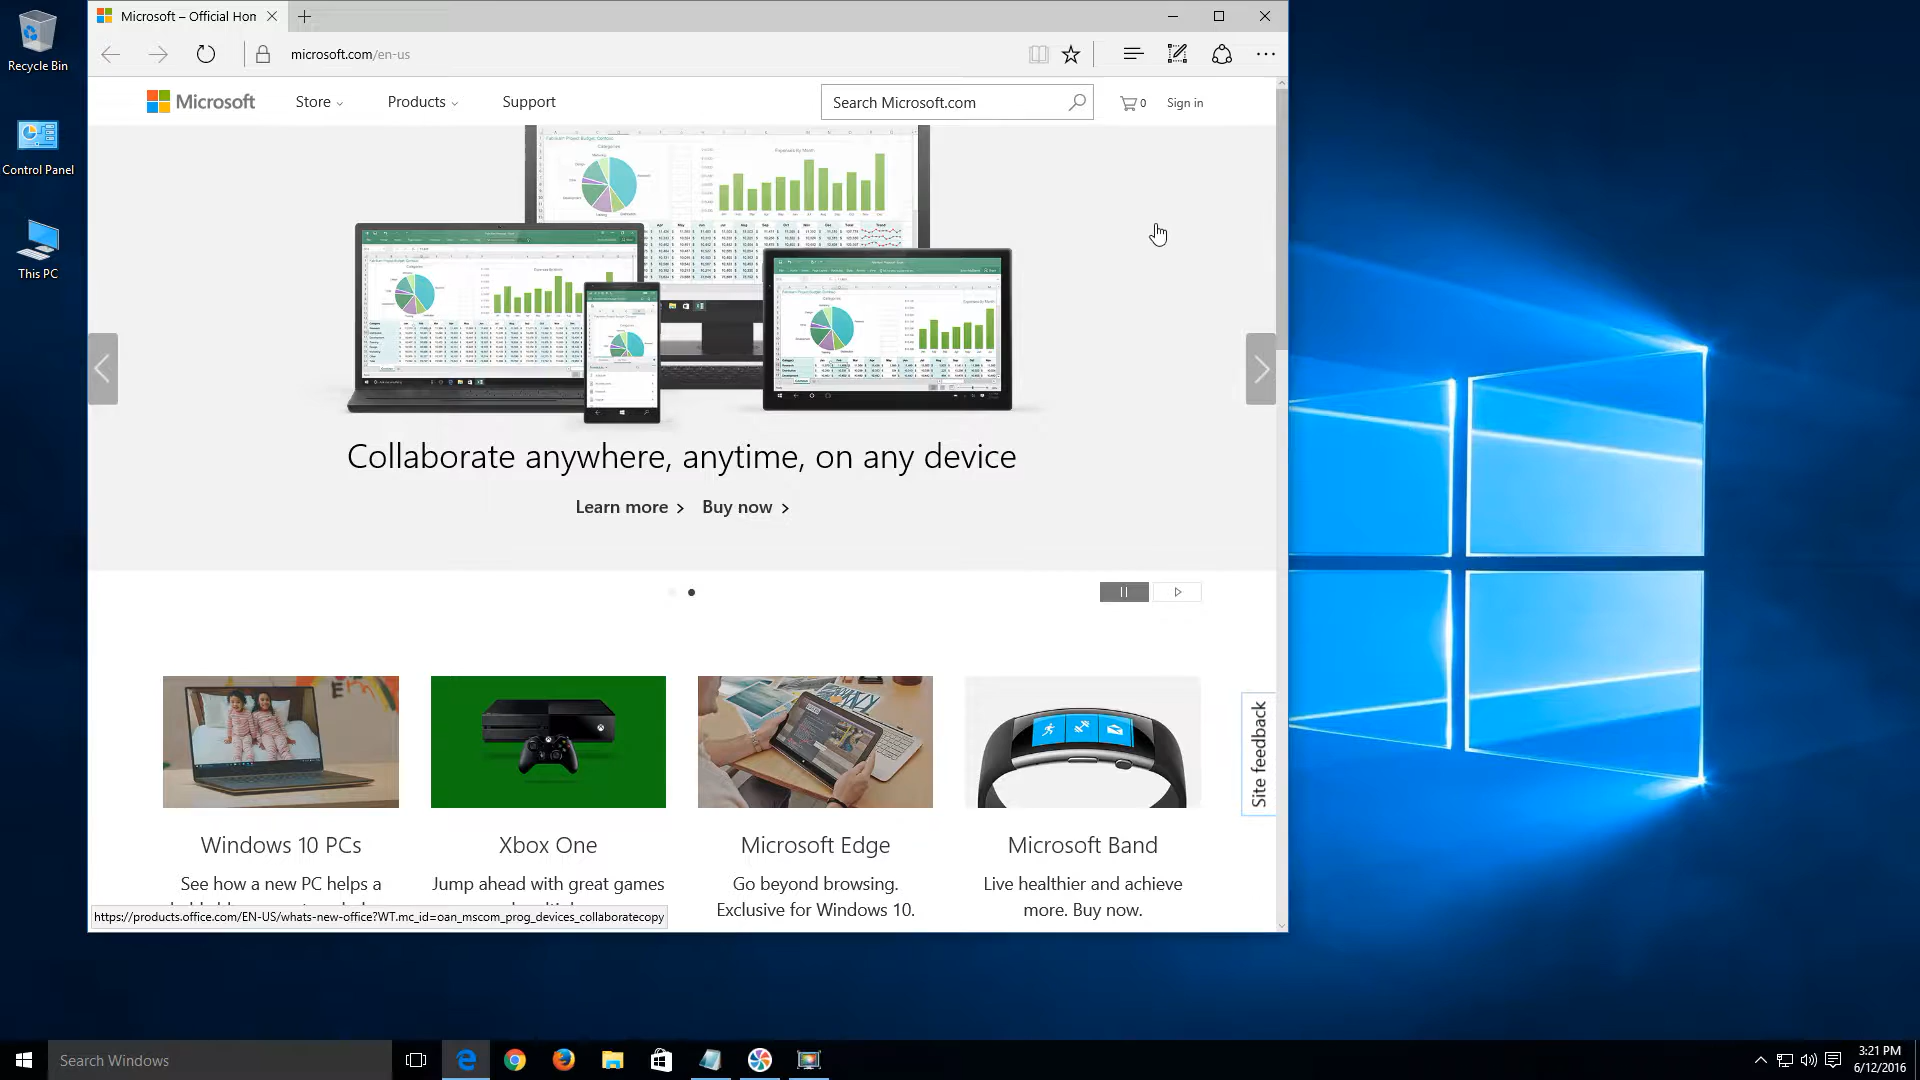 Recycle Bin
Control Panel
This PC
Microsoft – Official Hon
microsoft.com/en-us
Microsoft
Store
Products
Support
Search Microsoft.com
0
Sign in
Collaborate anywhere, anytime, on any device
Learn more
Buy now
Site feedback
Windows 10 PCs
See how a new PC helps a
Xbox One
Jump ahead with great games
Microsoft Edge
Go beyond browsing.
Exclusive for Windows 10.
Microsoft Band
Live healthier and achieve
more. Buy now.
https://products.office.com/EN-US/whats-new-office?WT.mc_id=oan_mscom_prog_devices_collaboratecopy
Search Windows
3:21 PM
6/12/2016